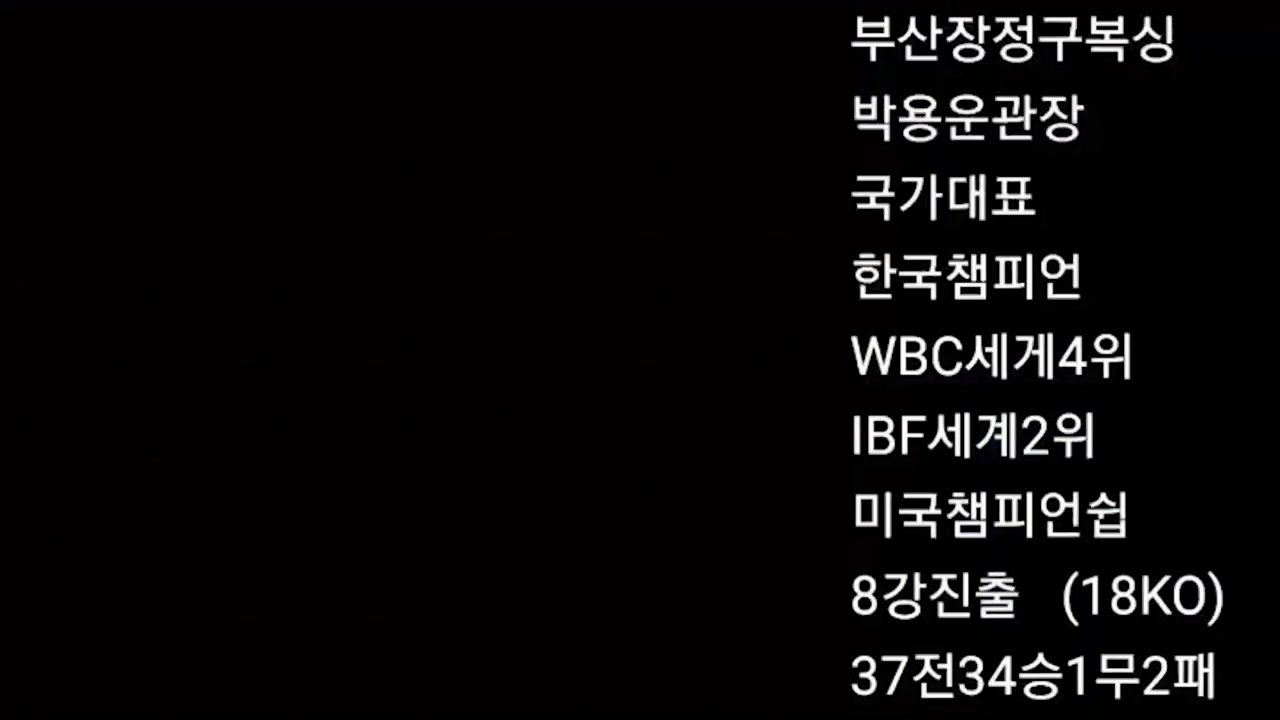 부산장정구복싱
박용운관장
국가대표
한국챔피언
WBC세게4위
IBF세계2위
미국챔피언쉽
8강진출 (18KO)
37전34승1무2패